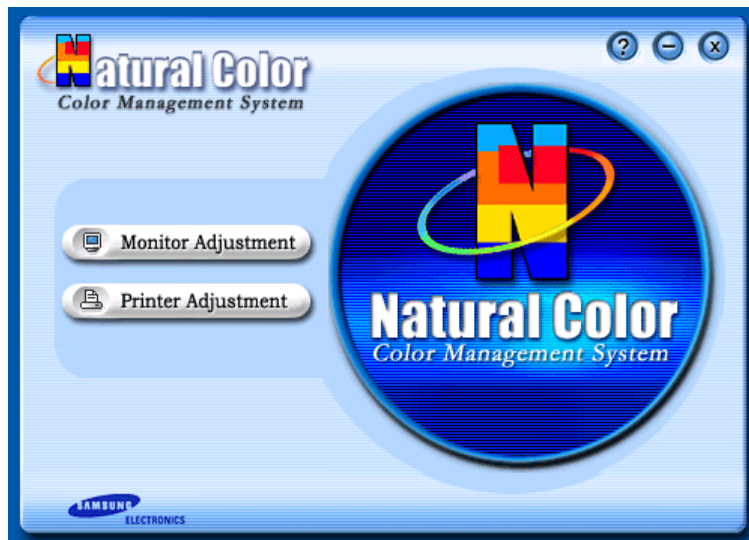 Natural Color
Color Management System
? – x
Monitor Adjustment
Printer Adjustment
Natural Color
Color Management System
SAMSUNG
ELECTRONICS